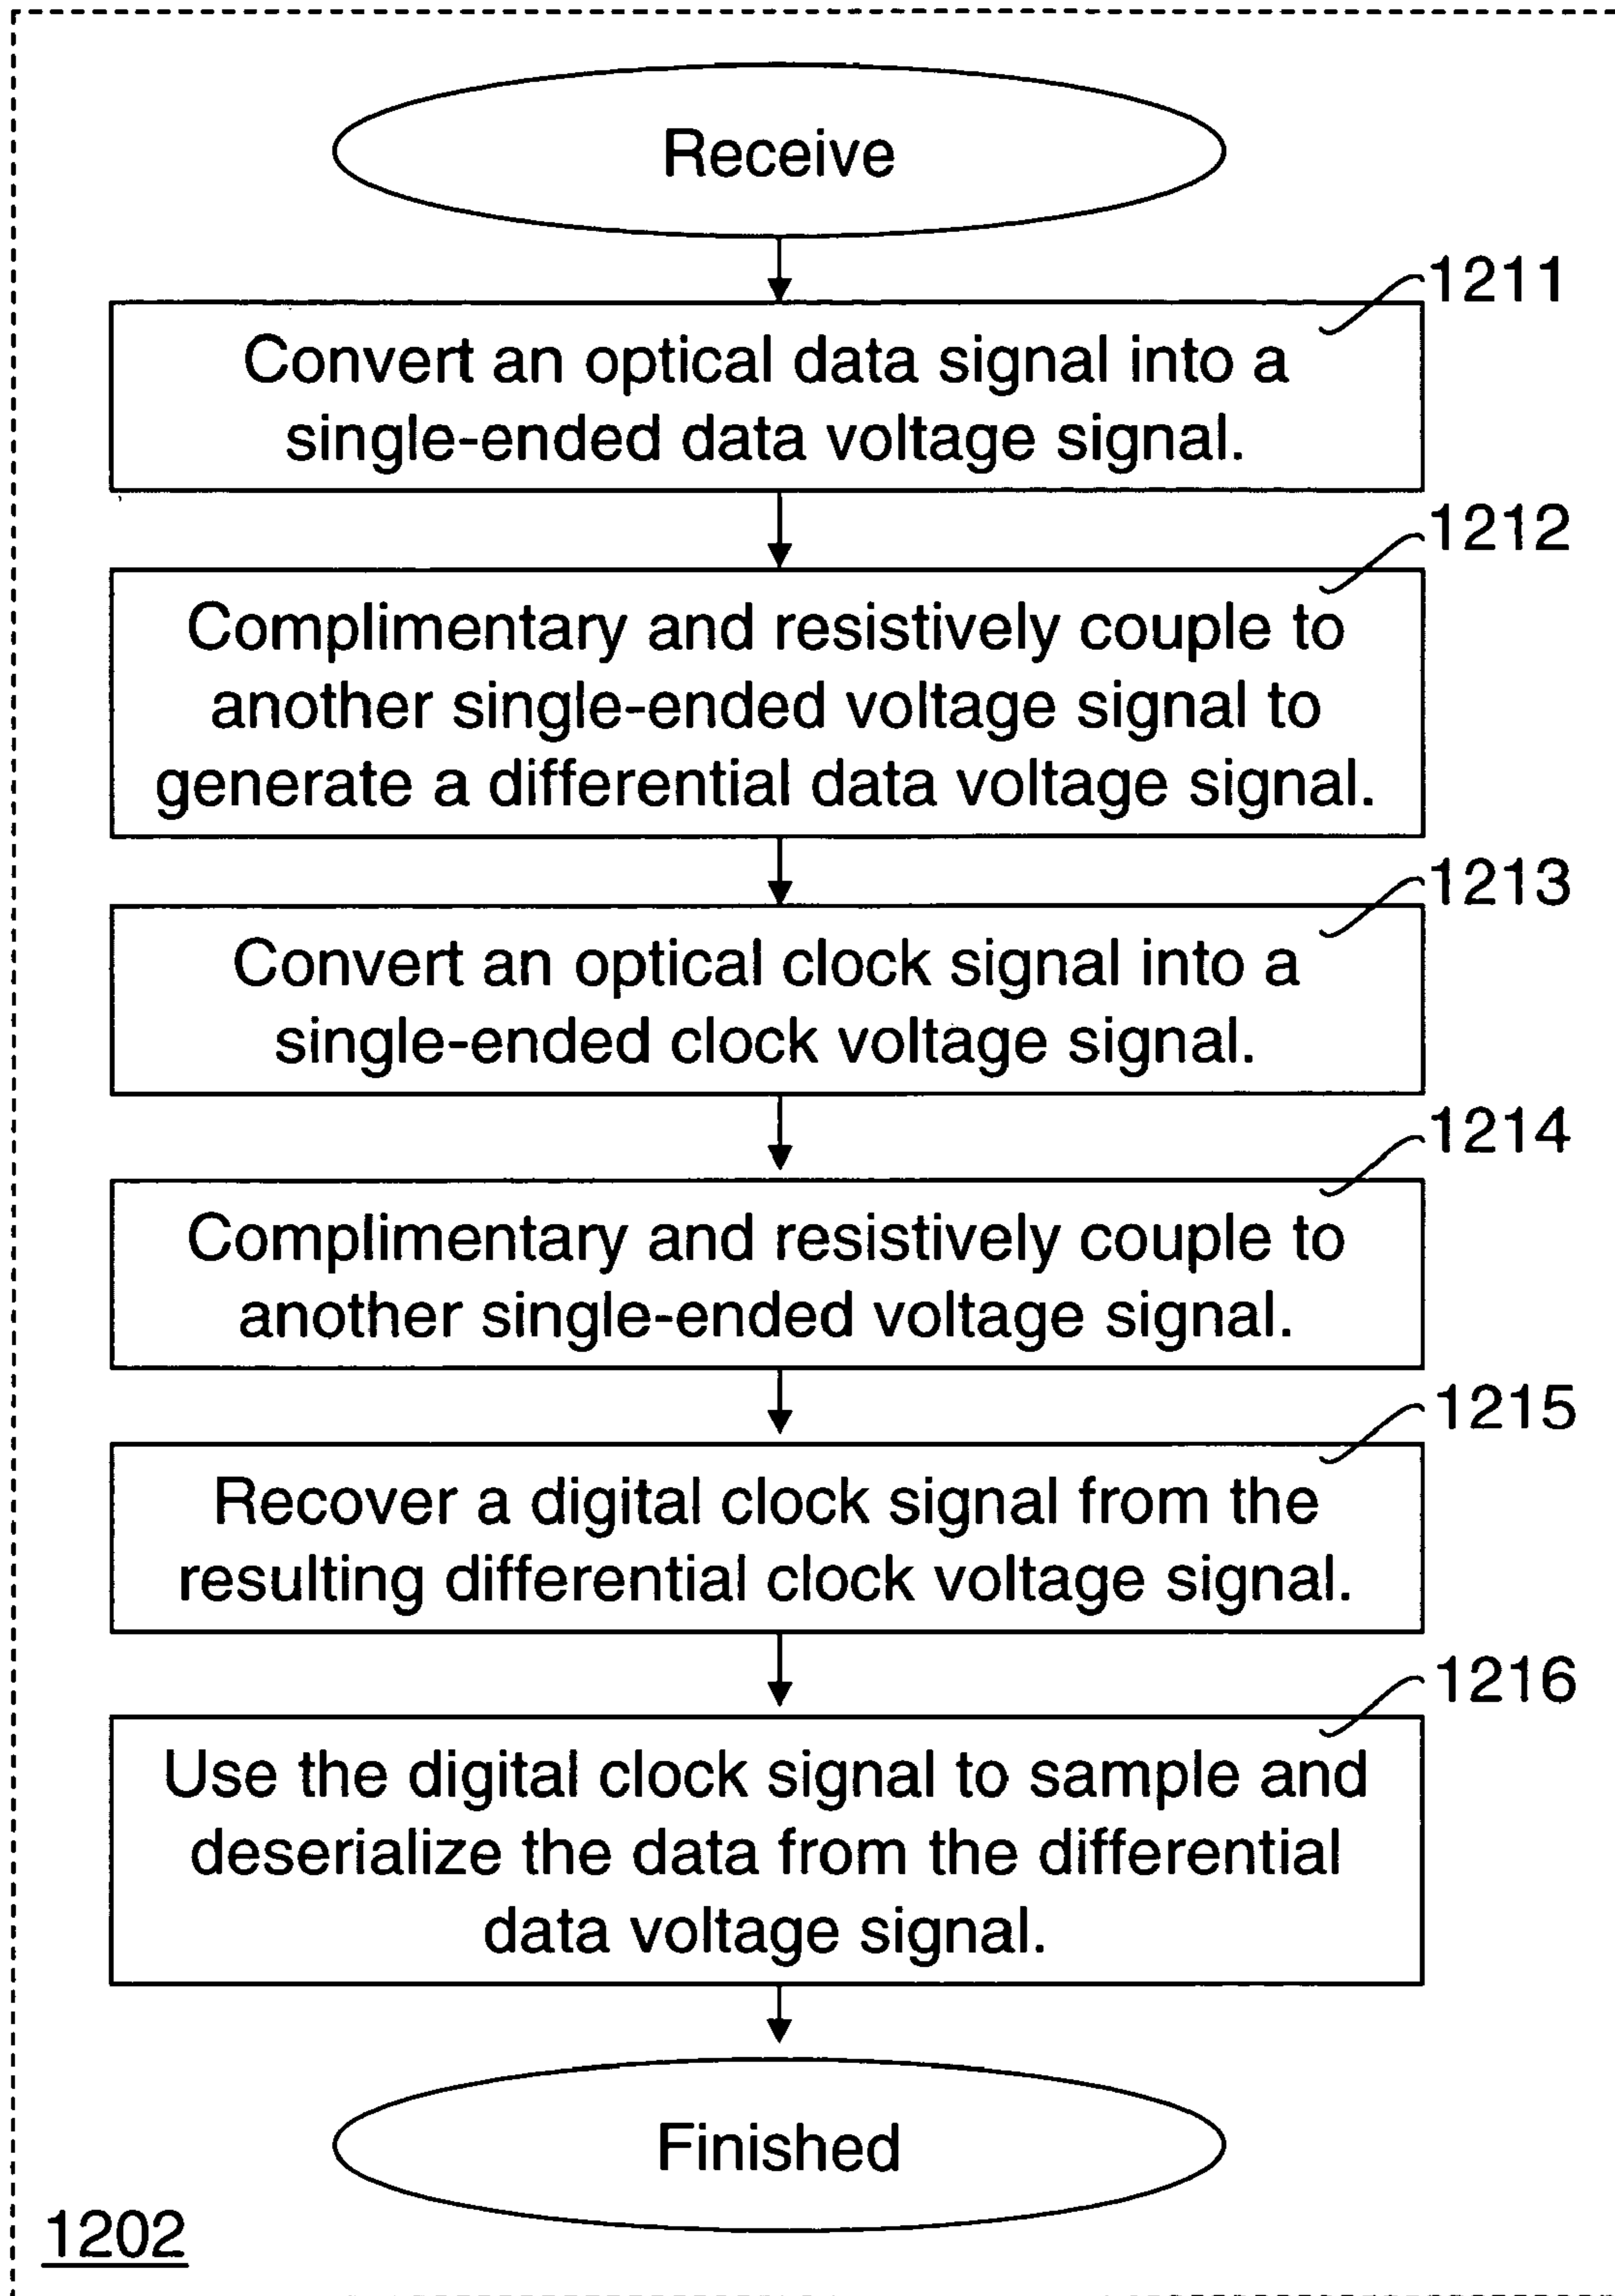 Receive
1211
Convert an optical data signal into a
single-ended data voltage signal.
1212
Complimentary and resistively couple to
another single-ended voltage signal to
generate a differential data voltage signal.
1213
Convert an optical clock signal into a
single-ended clock voltage signal.
1214
Complimentary and resistively couple to
another single-ended voltage signal.
1215
Recover a digital clock signal from the
resulting differential clock voltage signal.
1216
Use the digital clock signal to sample and
deserialize the data from the differential
data voltage signal.
Finished
1202